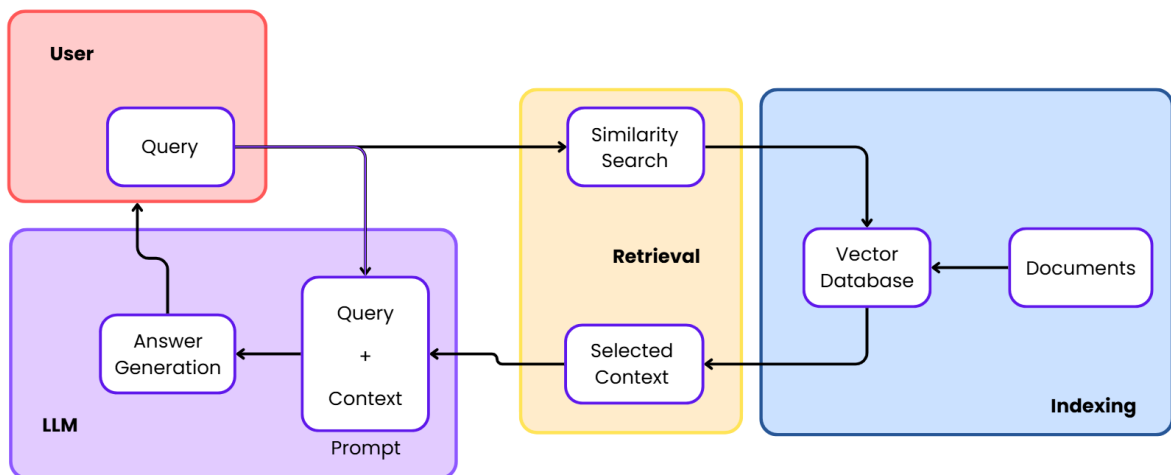 User
Query
Similarity
Search
Retrieval
Vector
Database
Documents
Query
+
Context
Prompt
Answer
Generation
LLM
Selected
Context
Indexing